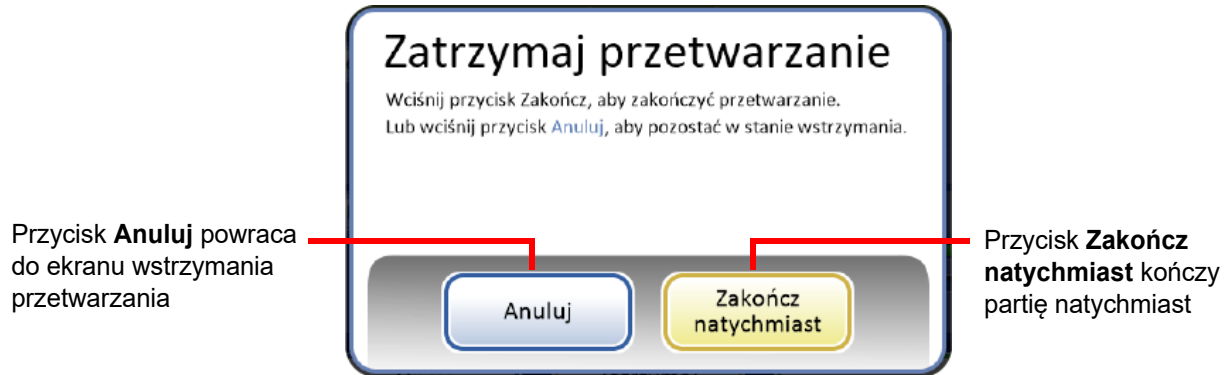 Zatrzymaj przetwarzanie
Wciśnij przycisk Zakończ, aby zakończyć przetwarzanie.
Lub wciśnij przycisk Anuluj, aby pozostać w stanie wstrzymania.
Przycisk Anuluj powraca
do ekranu wstrzymania
przetwarzania
Anuluj
Zakończ
natychmiast
Przycisk Zakończ
natychmiast kończy
partię natychmiast